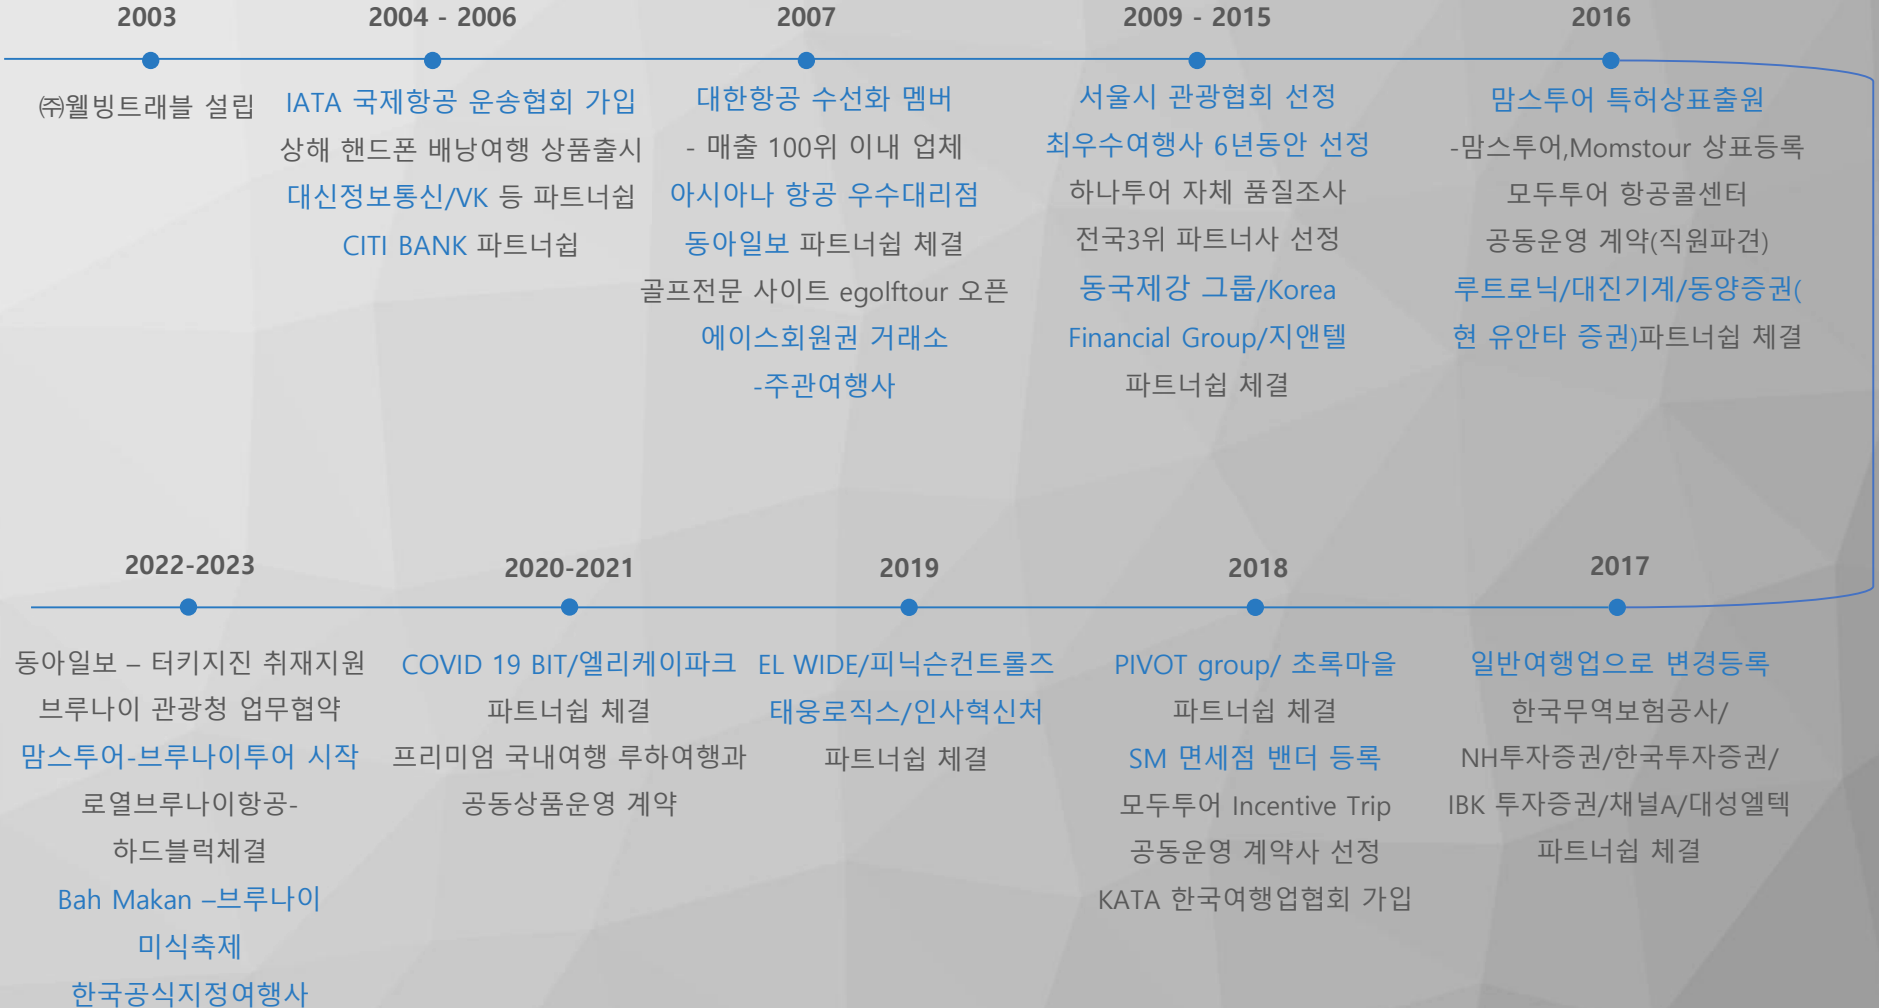 2003
㈜웰빙트래블 설립
2004 - 2006
IATA 국제항공 운송협회 가입
상해 핸드폰 배낭여행 상품출시
대신정보통신/VK 등 파트너쉽
CITI BANK 파트너쉽
2007
대한항공 수선화 멤버
- 매출 100위 이내 업체
아시아나 항공 우수대리점
동아일보 파트너쉽 체결
골프전문 사이트 egolftour 오픈
에이스회원권 거래소
-주관여행사
2009 - 2015
서울시 관광협회 선정
최우수여행사 6년동안 선정
하나투어 자체 품질조사
전국3위 파트너사 선정
동국제강 그룹/Korea
Financial Group/지앤텔
파트너쉽 체결
2016
맘스투어 특허상표출원
-맘스투어,Momstour 상표등록
모두투어 항공콜센터
공동운영 계약(직원파견)
루트로닉/대진기계/동양증권(
현 유안타 증권)파트너쉽 체결
2017
일반여행업으로 변경등록
한국무역보험공사/
NH투자증권/한국투자증권/
IBK 투자증권/채널A/대성엘텍
파트너쉽 체결
2018
PIVOT group/ 초록마을
파트너쉽 체결
SM 면세점 밴더 등록
모두투어 Incentive Trip
공동운영 계약사 선정
KATA 한국여행업협회 가입
2019
EL WIDE/피닉슨컨트롤즈
태웅로직스/인사혁신처
파트너쉽 체결
2020-2021
COVID 19 BIT/엘리케이파크
파트너쉽 체결
프리미엄 국내여행 루하여행과
공동상품운영 계약
2022-2023
동아일보 – 터키지진 취재지원
브루나이 관광청 업무협약
맘스투어-브루나이투어 시작
로열브루나이항공-
하드블럭체결
Bah Makan –브루나이
미식축제
한국공식지정여행사